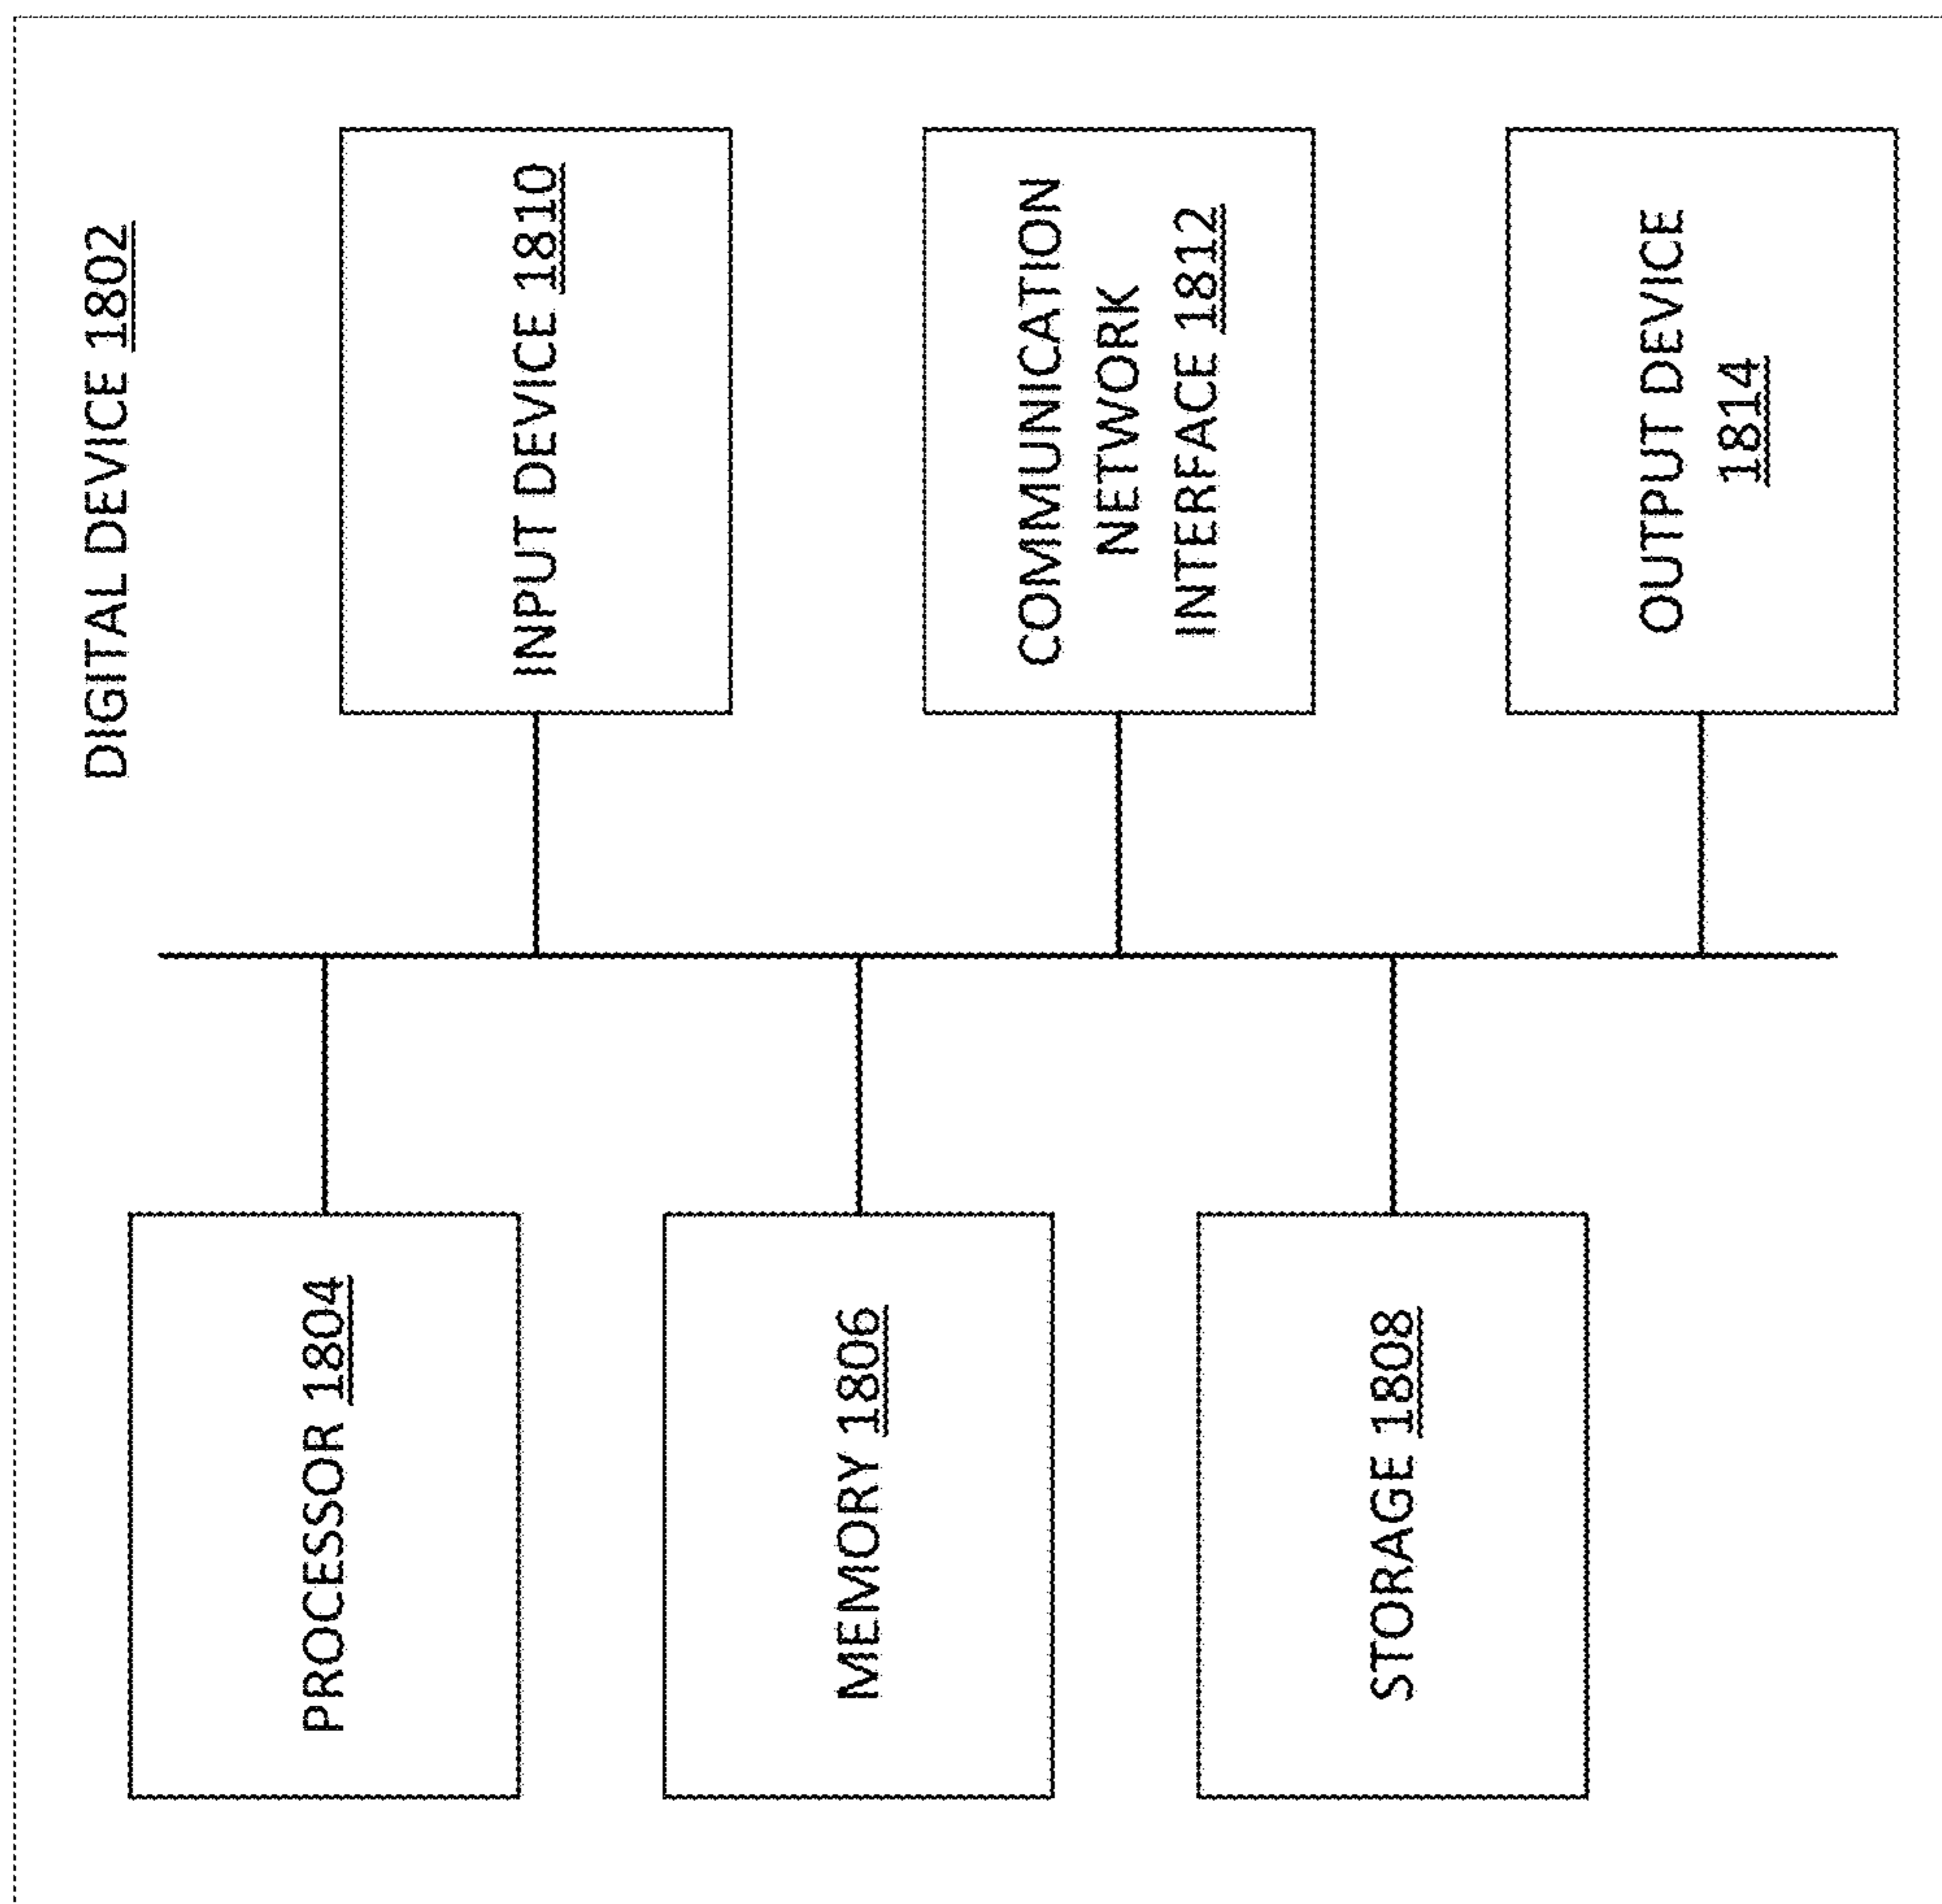 DIGITAL DEVICE 1802
PROCESSOR 1804
MEMORY 1806
STORAGE 1808
INPUT DEVICE 1810
COMMUNICATION
NETWORK
INTERFACE 1812
OUTPUT DEVICE
1814